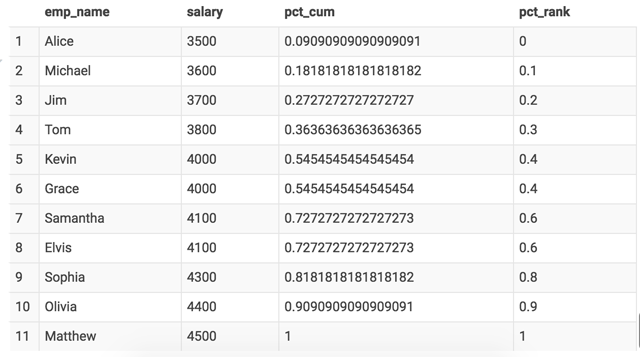 emp_name salary pct_cum pct_rank
1 Alice 3500 0.09090909090909091 0
2 Michael 3600 0.18181818181818182 0.1
3 Jim 3700 0.2727272727272727 0.2
4 Tom 3800 0.36363636363636365 0.3
5 Kevin 4000 0.5454545454545454 0.4
6 Grace 4000 0.5454545454545454 0.4
7 Samantha 4100 0.7272727272727273 0.6
8 Elvis 4100 0.7272727272727273 0.6
9 Sophia 4300 0.8181818181818182 0.8
10 Olivia 4400 0.9090909090909091 0.9
11 Matthew 4500 1 1